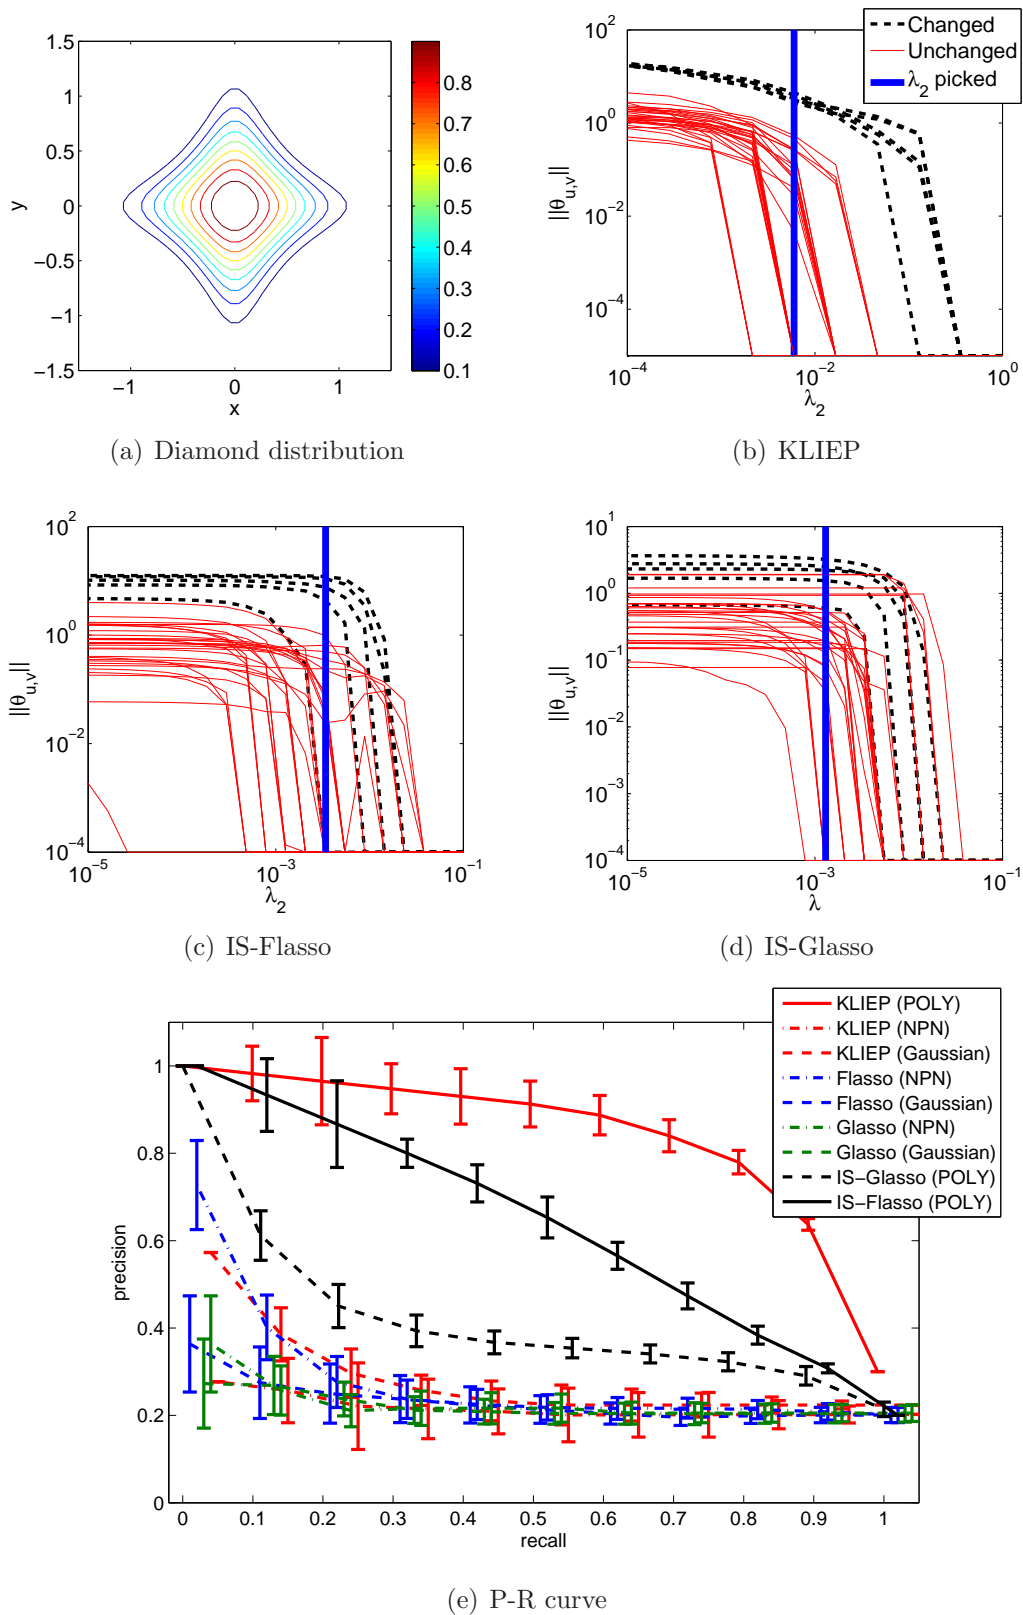 1.5
1
0.5
0
−0.5
−1
−1.5
y
−1
0
1
x
0.8
0.7
0.6
0.5
0.4
0.3
0.2
0.1
(a) Diamond distribution
10^2
10^0
10^−2
10^−4
||θ_{u,v}||
10^−4
10^−2
10^0
λ_2
Changed
Unchanged
λ_2 picked
(b) KLIEP
10^2
10^0
10^−2
10^−4
||θ_{u,v}||
10^−5
10^−3
10^−1
λ_2
(c) IS-Flasso
10^1
10^0
10^−1
10^−2
10^−3
10^−4
||θ_{u,v}||
10^−5
10^−3
10^−1
λ
(d) IS-Glasso
1
0.8
0.6
0.4
0.2
0
precision
0
0.1
0.2
0.3
0.4
0.5
0.6
0.7
0.8
0.9
1
recall
KLIEP (POLY)
KLIEP (NPN)
KLIEP (Gaussian)
Flasso (NPN)
Flasso (Gaussian)
Glasso (NPN)
Glasso (Gaussian)
IS−Glasso (POLY)
IS−Flasso (POLY)
(e) P-R curve